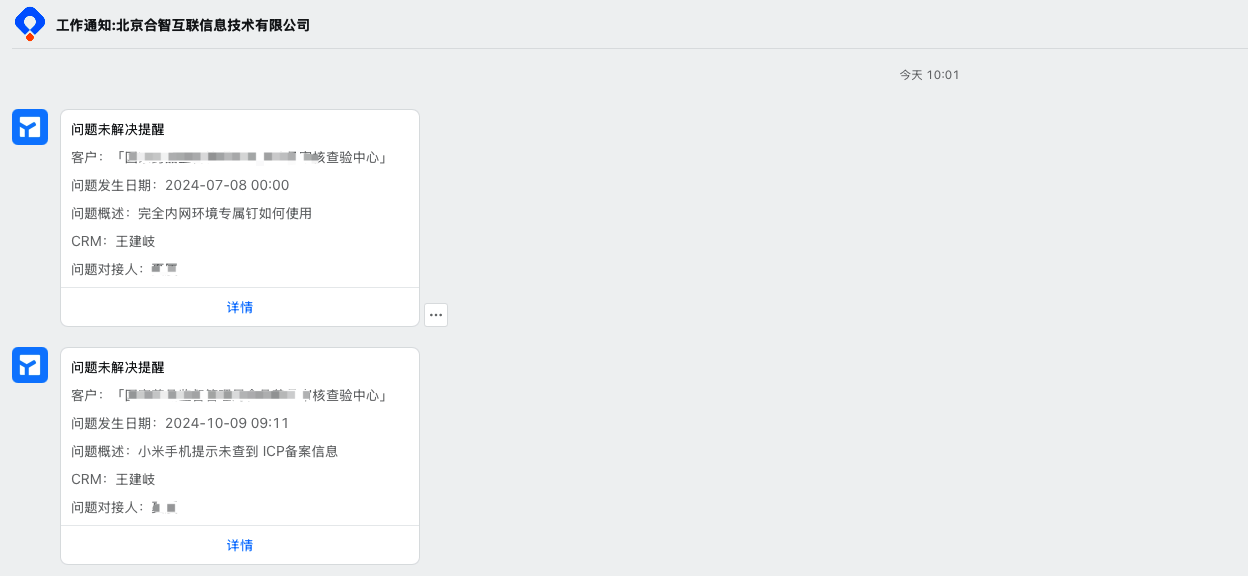 工作通知:北京合智互联信息技术有限公司
今天 10:01
问题未解决提醒
客户：「核查验中心」
问题发生日期：2024-07-08 00:00
问题概述：完全内网环境专属钉如何使用
CRM：王建岐
问题对接人：
详情
问题未解决提醒
客户：「核查验中心」
问题发生日期：2024-10-09 09:11
问题概述：小米手机提示未查到 ICP备案信息
CRM：王建岐
问题对接人：
详情